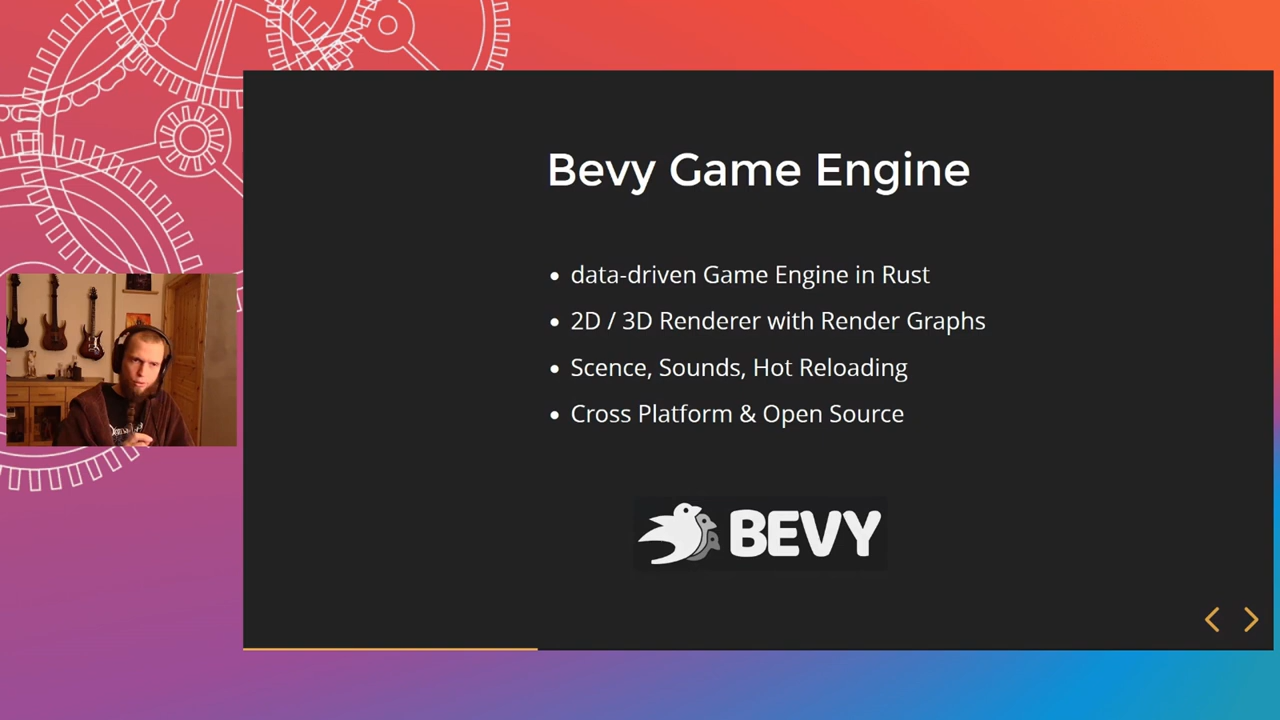 Bevy Game Engine
data-driven Game Engine in Rust
2D / 3D Renderer with Render Graphs
Scence, Sounds, Hot Reloading
Cross Platform & Open Source
BEVY